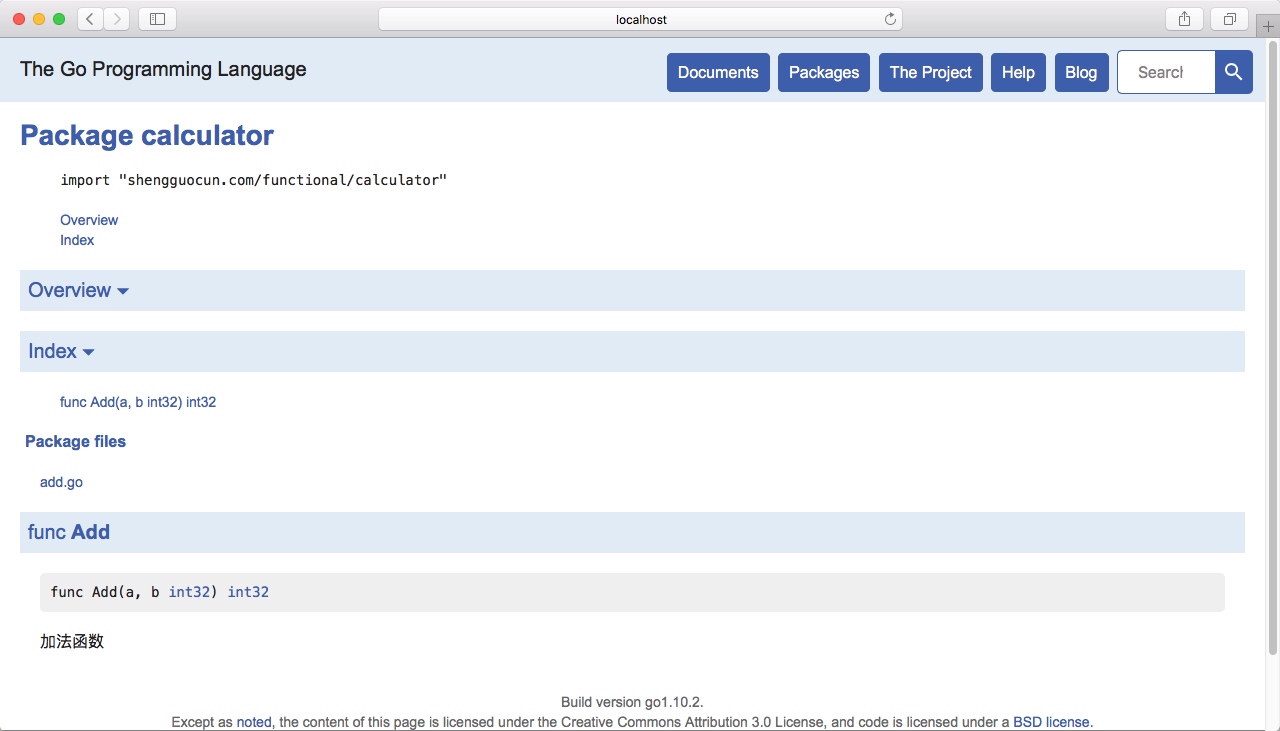 localhost
The Go Programming Language
Documents Packages The Project Help Blog Search
Package calculator
import "shengguocun.com/functional/calculator"
Overview
Index
Overview
Index
func Add(a, b int32) int32
Package files
add.go
func Add
func Add(a, b int32) int32
加法函数
Build version go1.10.2.
Except as noted, the content of this page is licensed under the Creative Commons Attribution 3.0 License, and code is licensed under a BSD license.